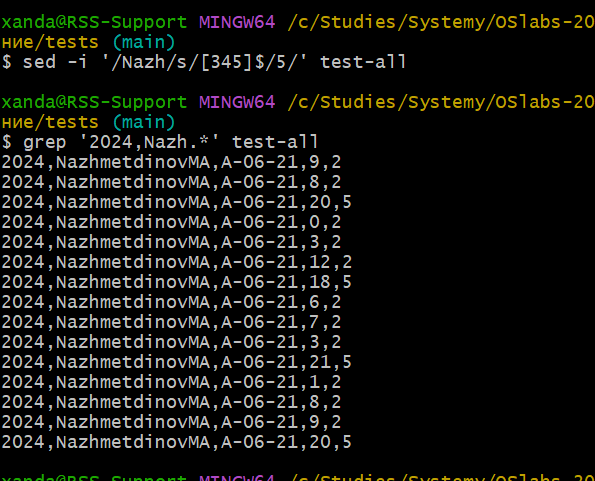 xanda@RSS-Support MINGW64 /c/Studies/Systemy/OSlabs-20
ние/tests (main)
$ sed -i '/Nazh/s/[345]$/5/' test-all
xanda@RSS-Support MINGW64 /c/Studies/Systemy/OSlabs-20
ние/tests (main)
$ grep '2024,Nazh.*' test-all
2024,NazhmetdinovMA,A-06-21,9,2
2024,NazhmetdinovMA,A-06-21,8,2
2024,NazhmetdinovMA,A-06-21,20,5
2024,NazhmetdinovMA,A-06-21,0,2
2024,NazhmetdinovMA,A-06-21,3,2
2024,NazhmetdinovMA,A-06-21,12,2
2024,NazhmetdinovMA,A-06-21,18,5
2024,NazhmetdinovMA,A-06-21,6,2
2024,NazhmetdinovMA,A-06-21,7,2
2024,NazhmetdinovMA,A-06-21,3,2
2024,NazhmetdinovMA,A-06-21,21,5
2024,NazhmetdinovMA,A-06-21,1,2
2024,NazhmetdinovMA,A-06-21,8,2
2024,NazhmetdinovMA,A-06-21,9,2
2024,NazhmetdinovMA,A-06-21,20,5
xanda@RSS-Support MINGW64 /c/Studies/Systemy/OSlabs-20